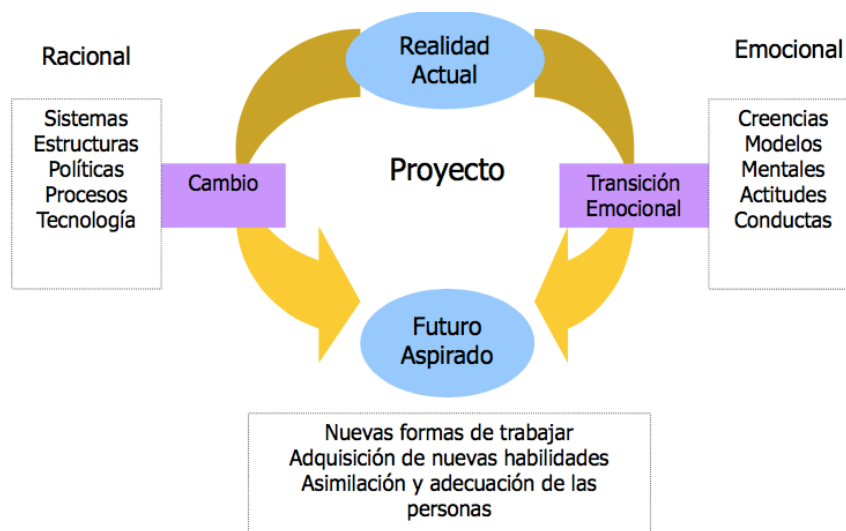 Racional
Realidad
Actual
Emocional
Sistemas
Estructuras
Políticas
Procesos
Tecnología
Cambio
Proyecto
Transición
Emocional
Creencias
Modelos
Mentales
Actitudes
Conductas
Futuro
Aspirado
Nuevas formas de trabajar
Adquisición de nuevas habilidades
Asimilación y adecuación de las
personas